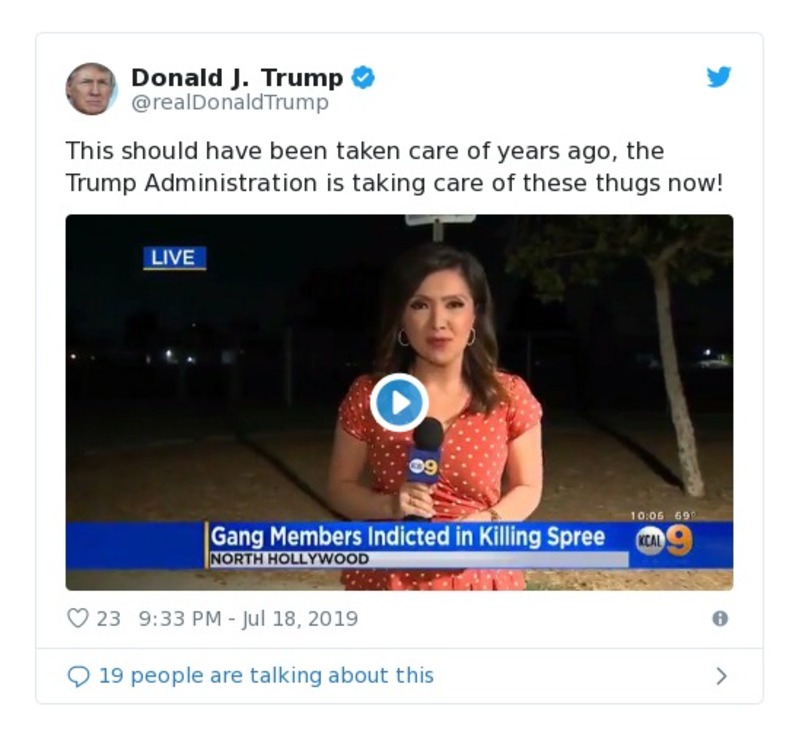 Donald J. Trump
@realDonaldTrump
This should have been taken care of years ago, the
Trump Administration is taking care of these thugs now!
LIVE
9
10:06 69°
Gang Members Indicted in Killing Spree
KCAL 9
NORTH HOLLYWOOD
23 9:33 PM - Jul 18, 2019
19 people are talking about this